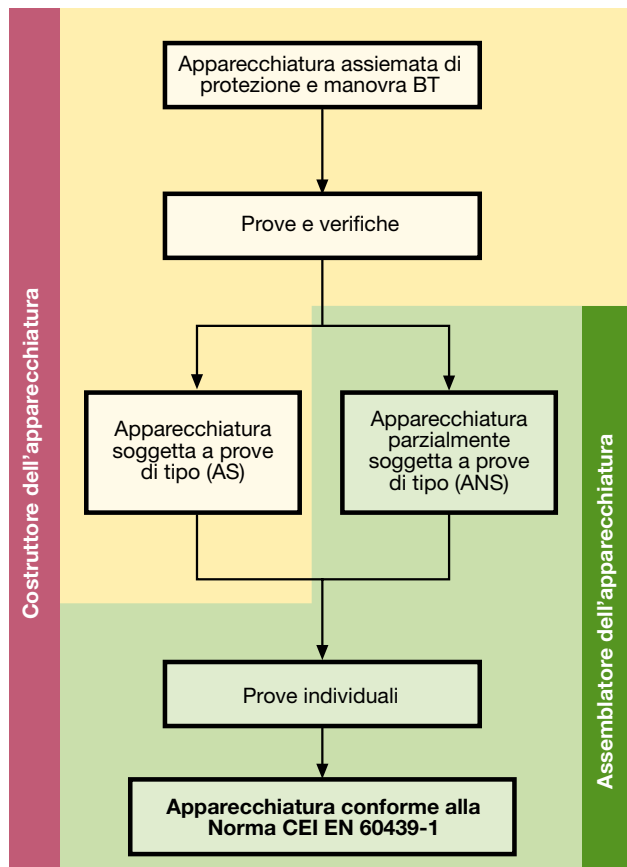 Apparecchiatura assiemata di
protezione e manovra BT
Prove e verifiche
Costruttore dell'apparecchiatura
Apparecchiatura
soggetta a prove
di tipo (AS)
Apparecchiatura
parzialmente
soggetta a prove
di tipo (ANS)
Assemblatore dell'apparecchiatura
Prove individuali
Apparecchiatura conforme alla
Norma CEI EN 60439-1